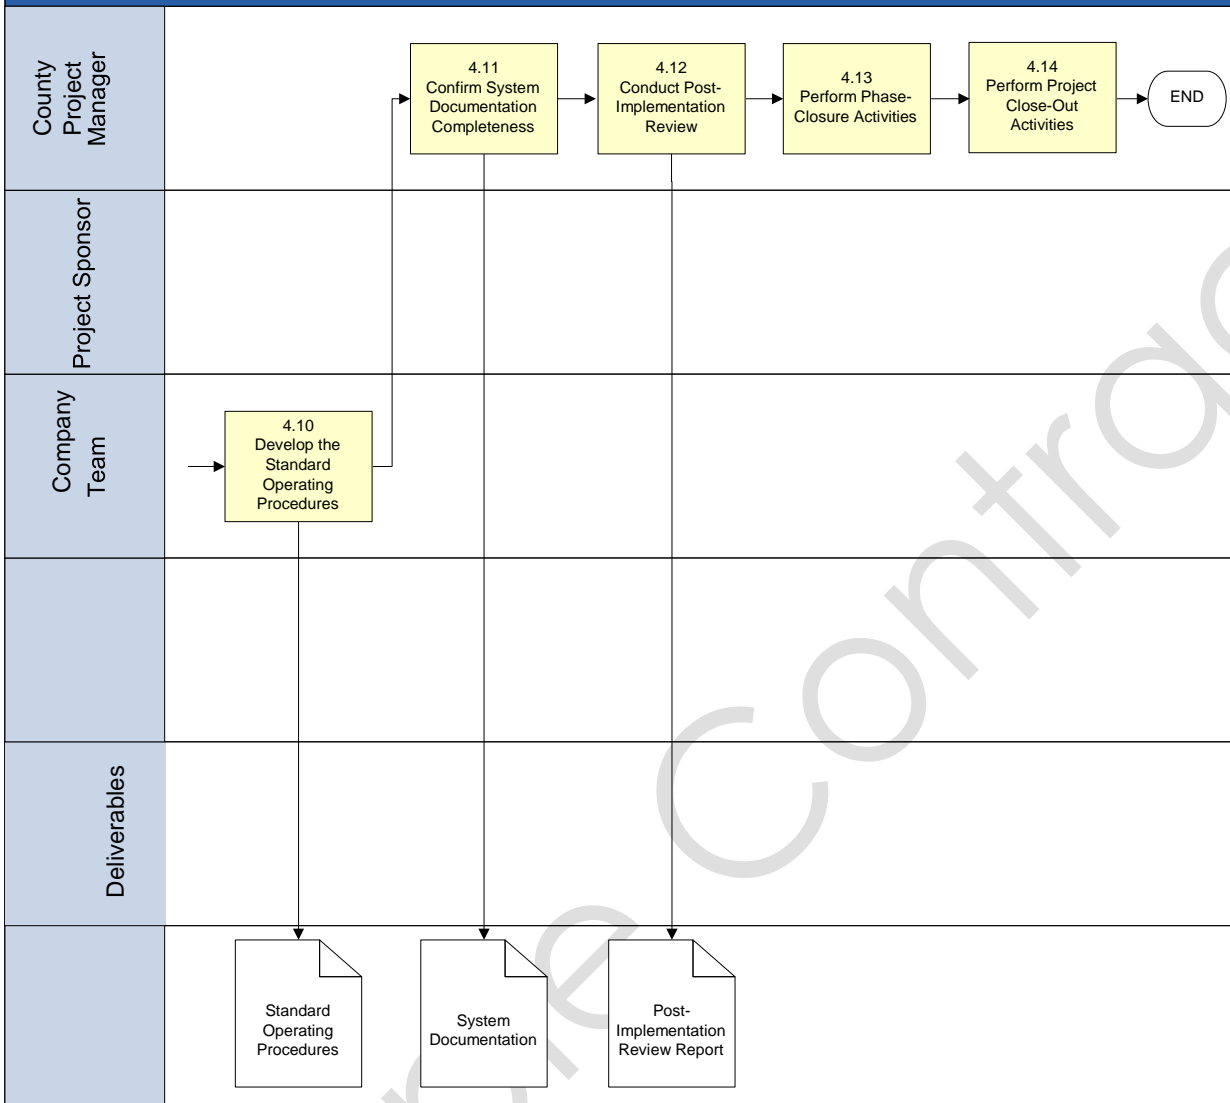 County
Project
Manager
4.11
Confirm System
Documentation
Completeness
4.12
Conduct Post-
Implementation
Review
4.13
Perform Phase-
Closure Activities
4.14
Perform Project
Close-Out
Activities
END
Project Sponsor
Company
Team
4.10
Develop the
Standard
Operating
Procedures
Deliverables
Standard
Operating
Procedures
System
Documentation
Post-
Implementation
Review Report